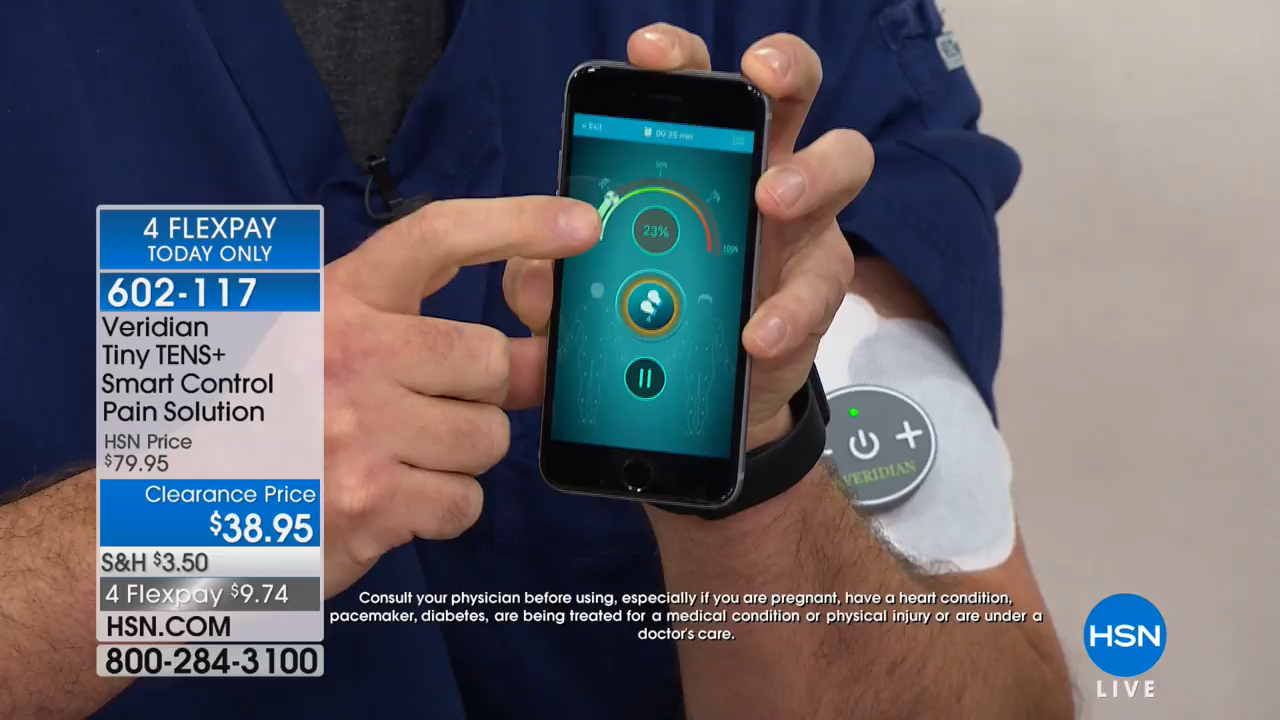 4 FLEXPAY
TODAY ONLY
602-117
Veridian
Tiny TENS+
Smart Control
Pain Solution
HSN Price
$79.95
Clearance Price
$38.95
S&H $3.50
4 Flexpay $9.74
HSN.COM
800-284-3100
< Exit
00:25 min
50%
100%
23%
VERIDIAN
Consult your physician before using, especially if you are pregnant, have a heart condition,
pacemaker, diabetes, are being treated for a medical condition or physical injury or are under a
doctor's care.
HSN
LIVE